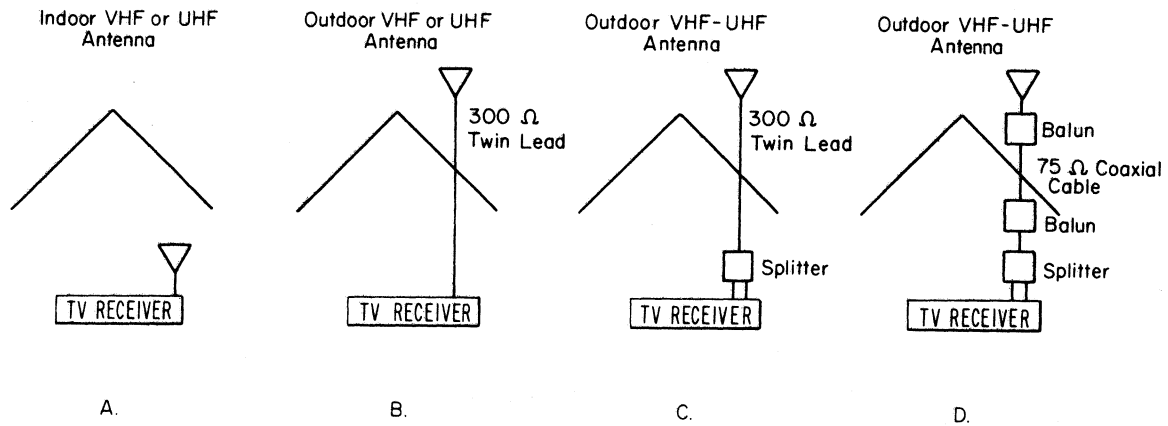 Indoor VHF or UHF
Antenna
TV RECEIVER
A.
Outdoor VHF or UHF
Antenna
300 Ω
Twin Lead
TV RECEIVER
B.
Outdoor VHF-UHF
Antenna
300 Ω
Twin Lead
Splitter
TV RECEIVER
C.
Outdoor VHF-UHF
Antenna
Balun
75 Ω Coaxial
Cable
Balun
Splitter
TV RECEIVER
D.